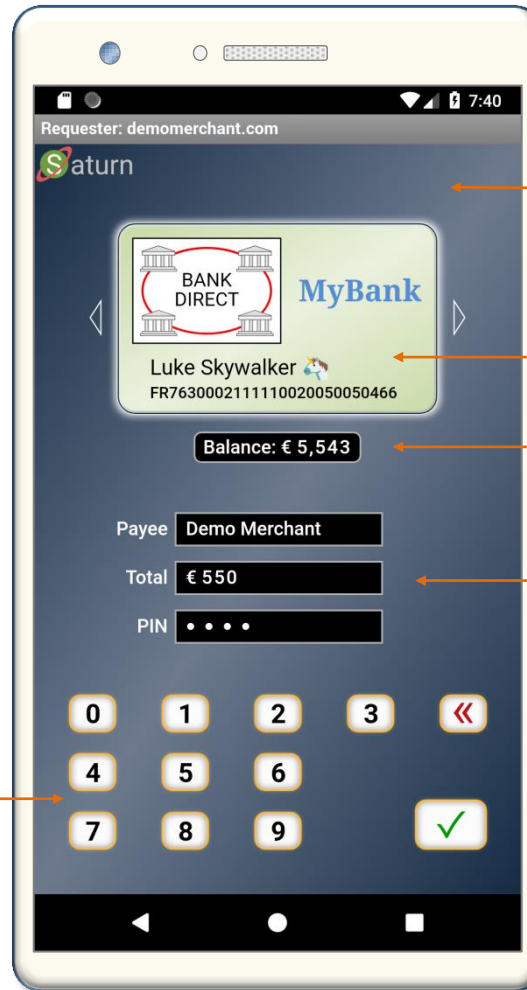 7:40
Requester: demomerchant.com
Saturn
BANK
DIRECT
MyBank
Luke Skywalker 🦄
FR7630002111110020050050466
Balance: € 5,543
Payee Demo Merchant
Total € 550
PIN • • • •
0 1 2 3 «
4 5 6
7 8 9 ✓